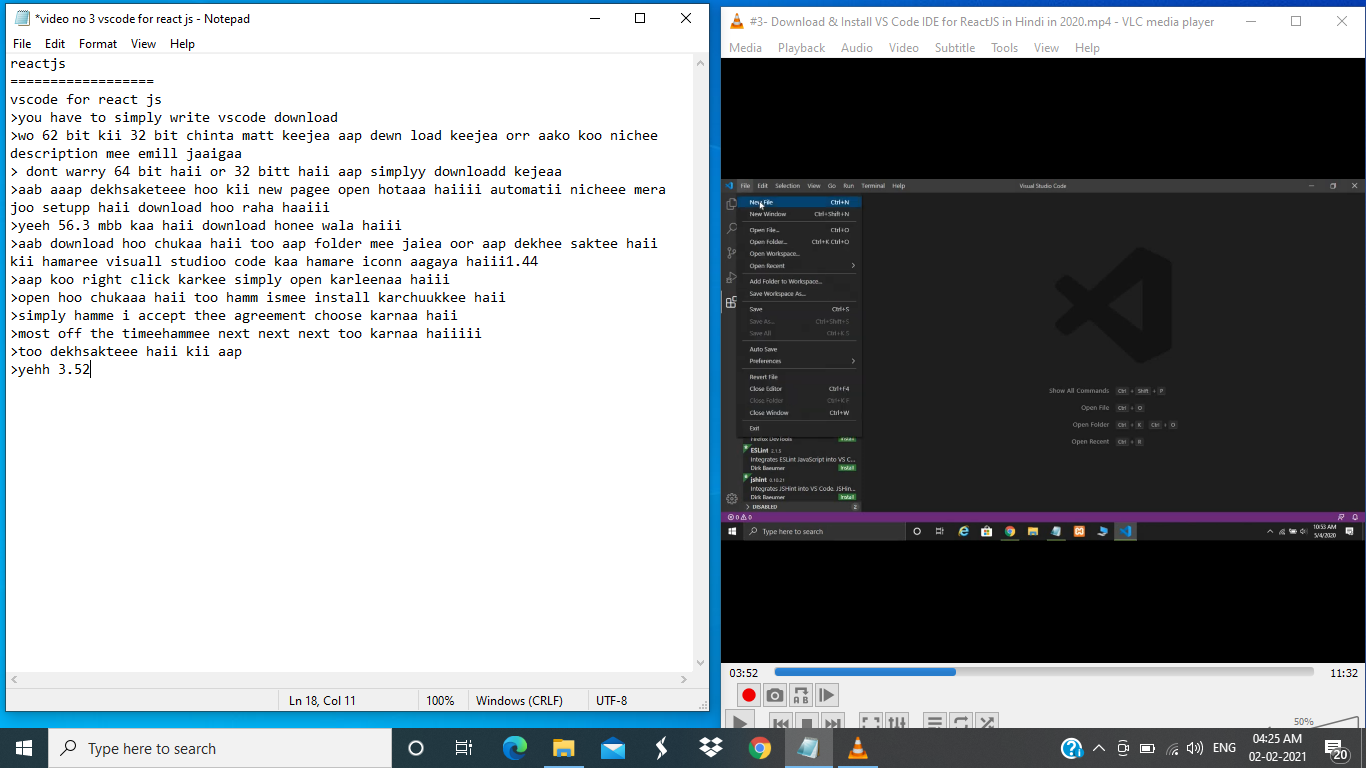 *video no 3 vscode for react js - Notepad
File Edit Format View Help
reactjs
==================
vscode for react js
>you have to simply write vscode download
>wo 62 bit kii 32 bit chinta matt keejea aap dewn load keejea orr aako koo nichee
description mee emill jaaigaa
> dont warry 64 bit haii or 32 bitt haii aap simplyy downloadd kejeaa
>aab aaap dekhsaketeee hoo kii new pagee open hotaaa haiiii automatii nicheee mera
joo setupp haii download hoo raha haaiii
>yeeh 56.3 mbb kaa haii download honee wala haiii
>aab download hoo chukaa haii too aap folder mee jaiea oor aap dekhee saktee haii
kii hamaree visuall studioo code kaa hamare iconn aagaya haiii1.44
>aap koo right click karkee simply open karleenaa haiii
>open hoo chukaaa haii too hamm ismee install karchuukkee haii
>simply hamme i accept thee agreement choose karnaa haii
>most off the timeehammee next next next too karnaa haiiiii
>too dekhsakteee haii kii aap
>yehh 3.52
Ln 18, Col 11 100% Windows (CRLF) UTF-8
#3- Download & Install VS Code IDE for ReactJS in Hindi in 2020.mp4 - VLC media player
Media Playback Audio Video Subtitle Tools View Help
File Edit Selection View Go Run Terminal Help Visual Studio Code
New File Ctrl+N
New Window Ctrl+Shift+N
Open File... Ctrl+O
Open Folder... Ctrl+K Ctrl+O
Open Workspace...
Open Recent
Add Folder to Workspace...
Save Workspace As...
Save Ctrl+S
Save As... Ctrl+Shift+S
Save All Ctrl+K S
Auto Save
Preferences
Revert File
Close Editor Ctrl+F4
Close Folder Ctrl+K F
Close Window Ctrl+W
Exit
Firefox DevTools Install
ESLint 2.1.5
Integrates ESLint JavaScript into VS C...
Dirk Baeumer Install
jshint 0.10.21
Integrates JSHint into VS Code. JSHin...
Dirk Baeumer Install
DISABLED 2
Show All Commands Ctrl + Shift + P
Open File Ctrl + O
Open Folder Ctrl + K Ctrl + O
Open Recent Ctrl + R
0 0
Type here to search
10:53 AM
5/4/2020
03:52 11:32
50%
Type here to search
ENG
04:25 AM
02-02-2021
20